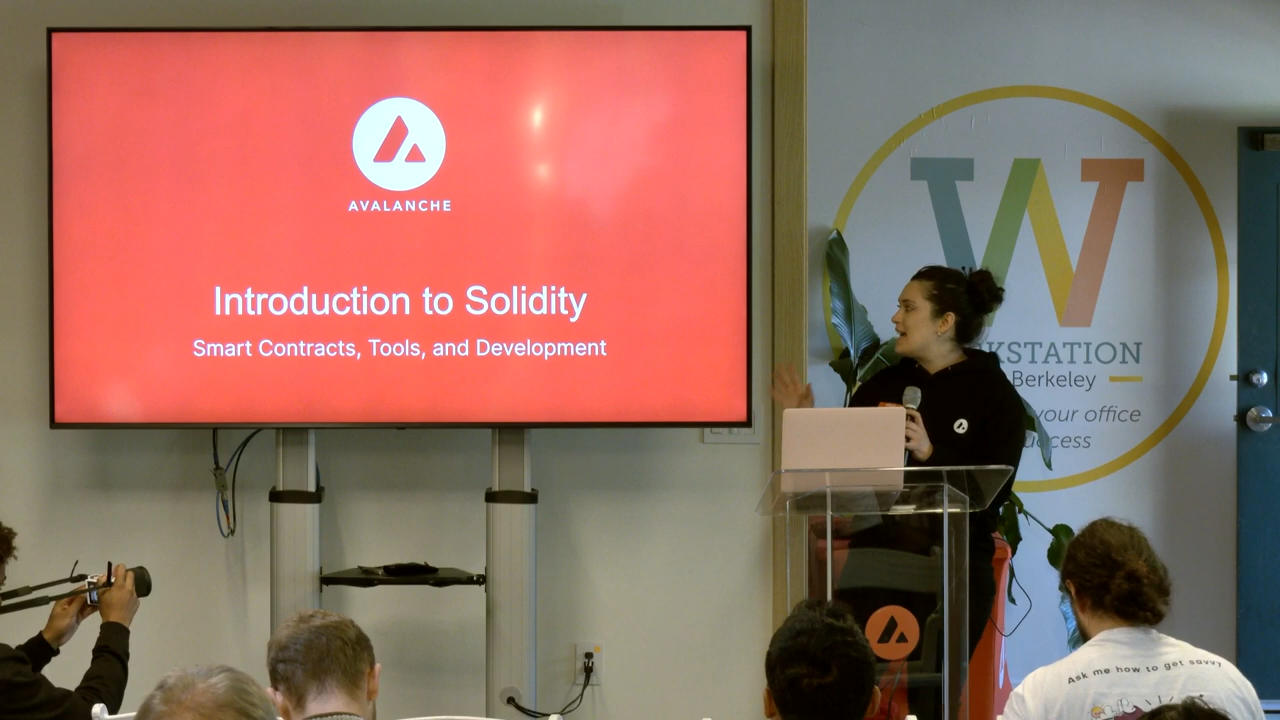 AVALANCHE
Introduction to Solidity
Smart Contracts, Tools, and Development
W
KSTATION
Berkeley
your office
Ask me how to get savvy